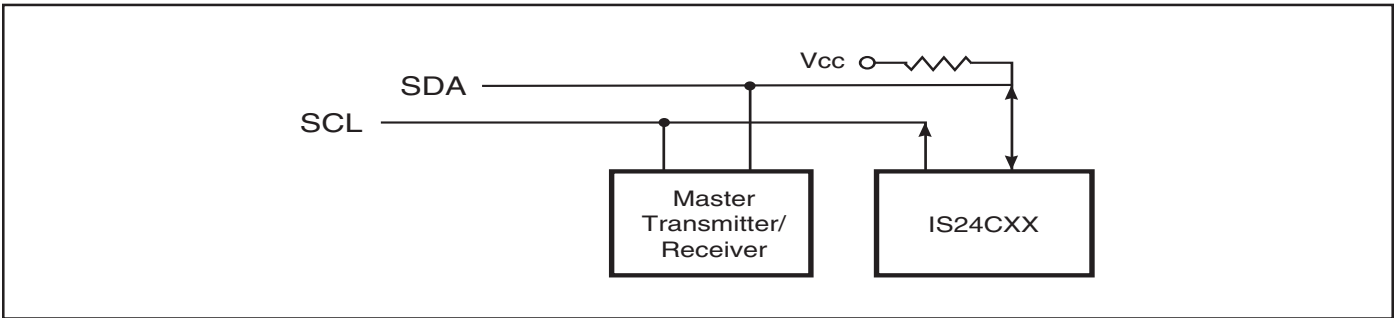 Vcc
SDA
SCL
Master
Transmitter/
Receiver
IS24CXX